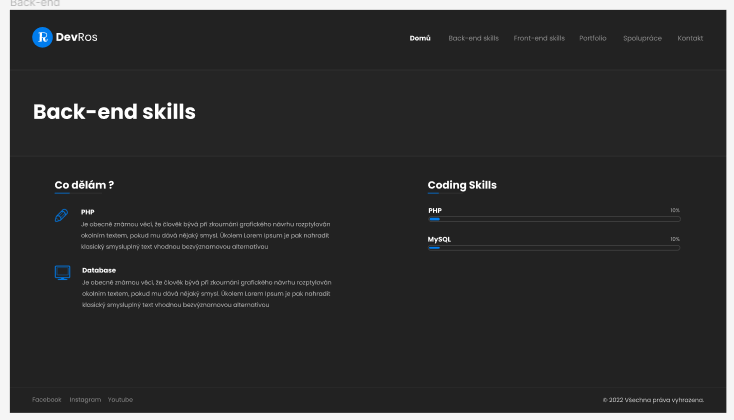 Back-end
R DevRos
Domů Back-end skills Front-end skills Portfolio Spolupráce Kontakt
Back-end skills
Co dělám ?
PHP
Je obecně známou věcí, že člověk bývá při zkoumání grafického návrhu rozptylován
okolním textem, pokud mu dává nějaký smysl. Úkolem Lorem Ipsum je pak nahradit
klasický smysluplný text vhodnou bezvýznamovou alternativou
Database
Je obecně známou věcí, že člověk bývá při zkoumání grafického návrhu rozptylován
okolním textem, pokud mu dává nějaký smysl. Úkolem Lorem Ipsum je pak nahradit
klasický smysluplný text vhodnou bezvýznamovou alternativou
Coding Skills
PHP 10%
MySQL 10%
Facebook Instagram Youtube
© 2022 Všechna práva vyhrazena.